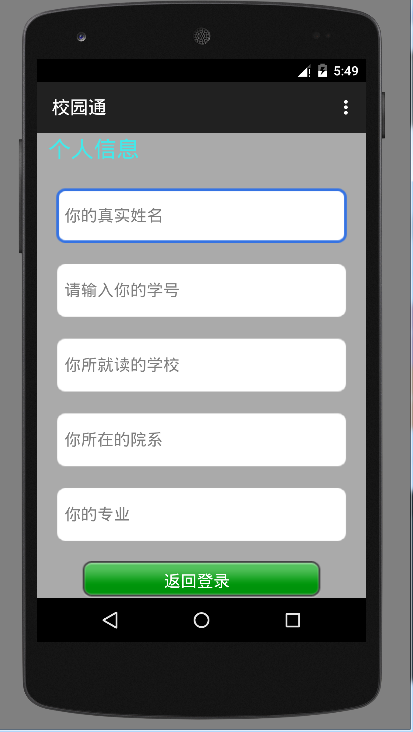 5:49
校园通
个人信息
你的真实姓名
请输入你的学号
你所就读的学校
你所在的院系
你的专业
返回登录